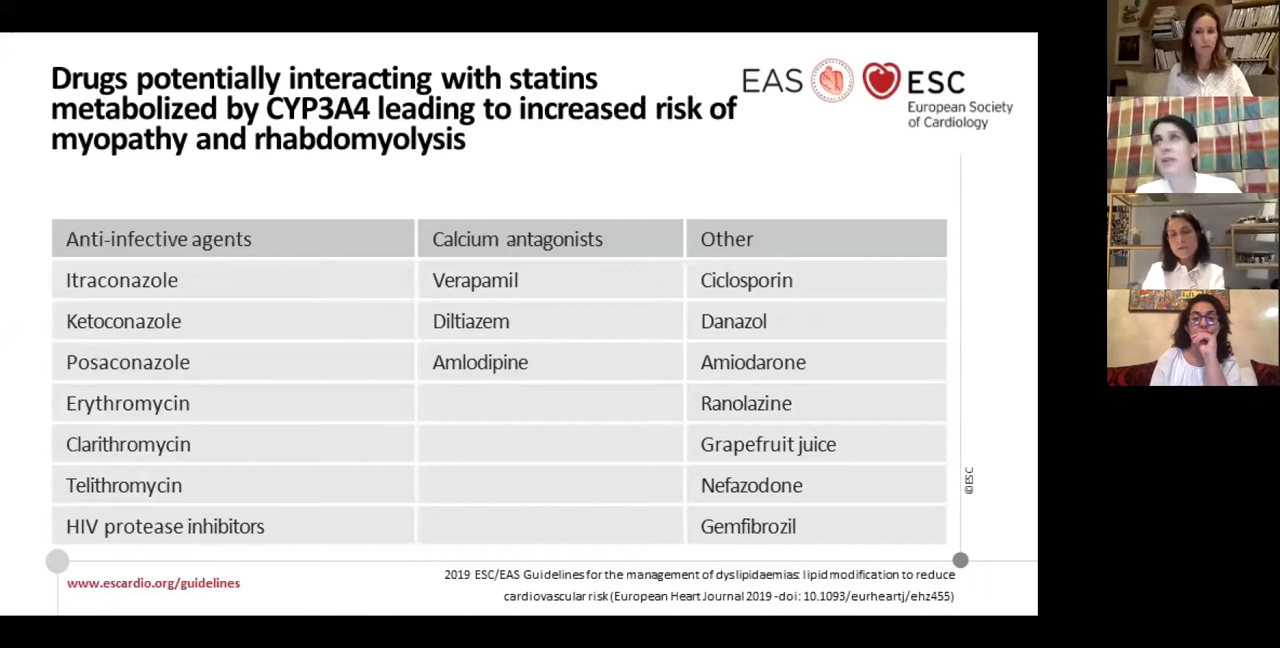 Drugs potentially interacting with statins
metabolized by CYP3A4 leading to increased risk of
myopathy and rhabdomyolysis
EAS
ESC
European Society
of Cardiology
Anti-infective agents Calcium antagonists Other
Itraconazole Verapamil Ciclosporin
Ketoconazole Diltiazem Danazol
Posaconazole Amlodipine Amiodarone
Erythromycin Ranolazine
Clarithromycin Grapefruit juice
Telithromycin Nefazodone
HIV protease inhibitors Gemfibrozil
©ESC
www.escardio.org/guidelines
2019 ESC/EAS Guidelines for the management of dyslipidaemias: lipid modification to reduce
cardiovascular risk (European Heart Journal 2019 -doi: 10.1093/eurheartj/ehz455)